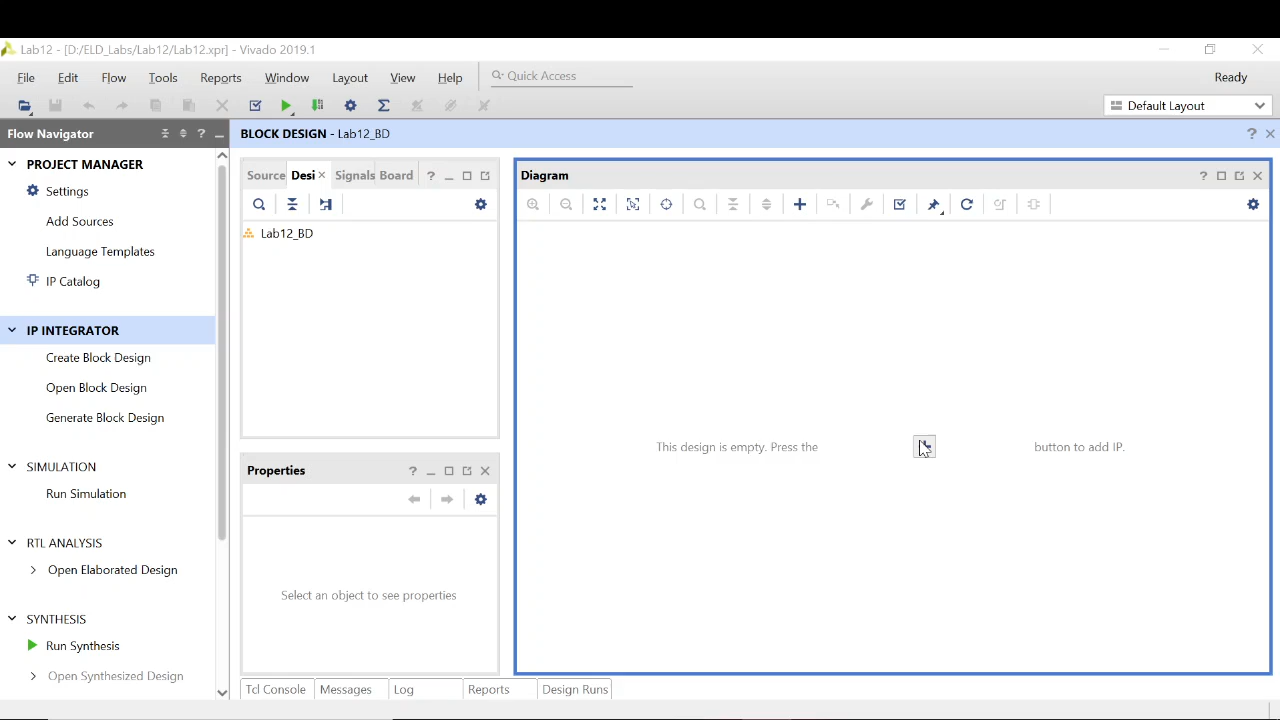 Lab12 - [D:/ELD_Labs/Lab12/Lab12.xpr] - Vivado 2019.1
File Edit Flow Tools Reports Window Layout View Help Quick Access Ready
Default Layout
Flow Navigator
BLOCK DESIGN - Lab12_BD
PROJECT MANAGER
Settings
Add Sources
Language Templates
IP Catalog
IP INTEGRATOR
Create Block Design
Open Block Design
Generate Block Design
SIMULATION
Run Simulation
RTL ANALYSIS
Open Elaborated Design
SYNTHESIS
Run Synthesis
Open Synthesized Design
Source Desi Signals Board
Lab12_BD
Properties
Select an object to see properties
Diagram
This design is empty. Press the button to add IP.
Tcl Console Messages Log Reports Design Runs